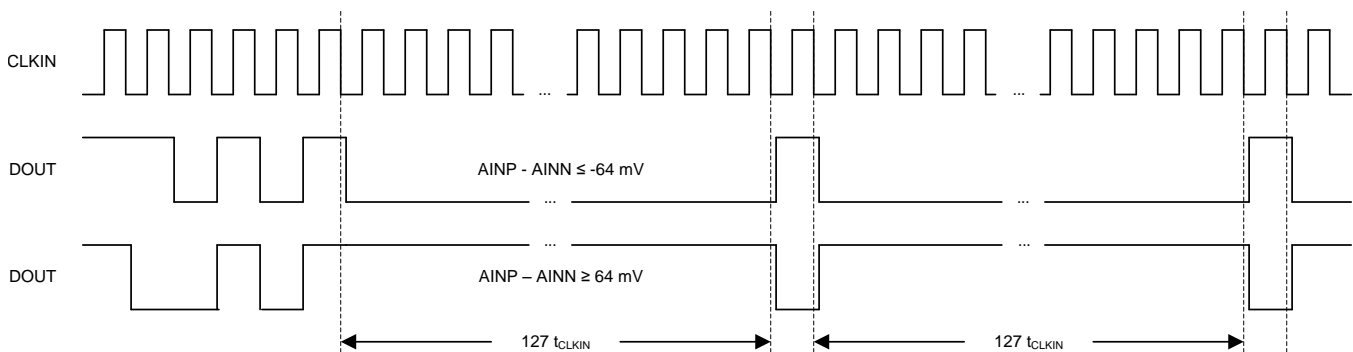 CLKIN
...
...
DOUT
AINP - AINN ≤ -64 mV
...
...
DOUT
...
...
AINP – AINN ≥ 64 mV
127 tCLKIN
127 tCLKIN